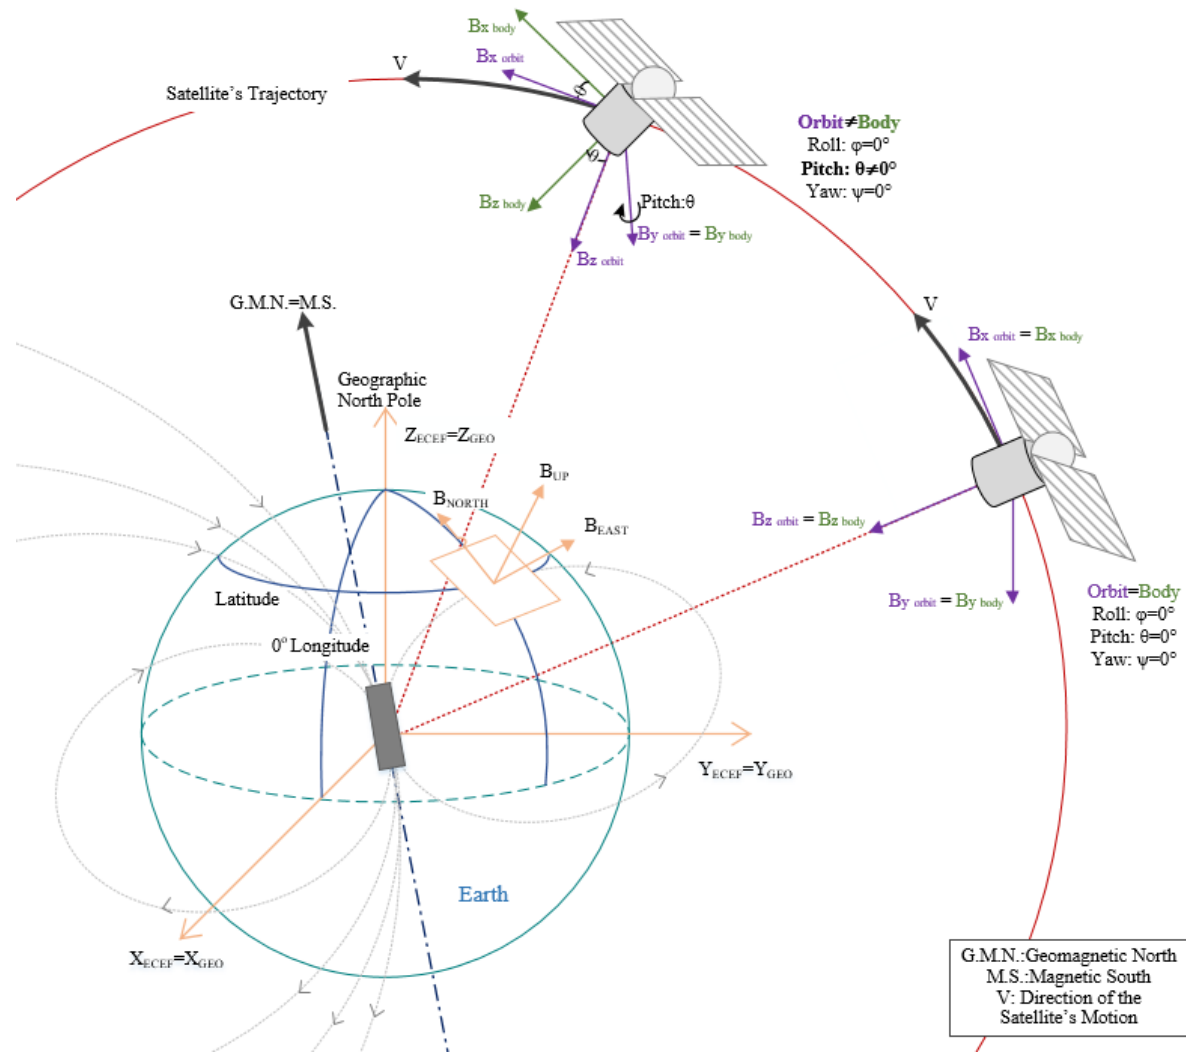 Bx body
Bx orbit
V
Satellite's Trajectory
θ
θ
Orbit≠Body
Roll: φ=0°
Pitch: θ≠0°
Yaw: ψ=0°
Bz body
Pitch:θ
By orbit = By body
Bz orbit
G.M.N.=M.S.
V
Bx orbit = Bx body
Geographic
North Pole
ZECEF=ZGEO
BUP
BNORTH
BEAST
Bz orbit = Bz body
Latitude
By orbit = By body
Orbit=Body
Roll: φ=0°
Pitch: θ=0°
Yaw: ψ=0°
0° Longitude
YECEF=YGEO
Earth
XECEF=XGEO
G.M.N.:Geomagnetic North
M.S.:Magnetic South
V: Direction of the
Satellite's Motion